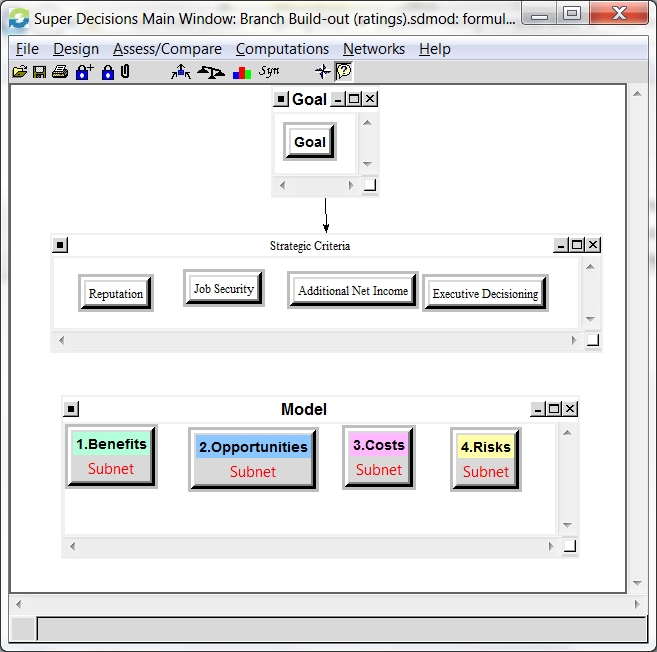 Super Decisions Main Window: Branch Build-out (ratings).sdmod: formul...
File Design Assess/Compare Computations Networks Help
Syn
Goal
Goal
Strategic Criteria
Reputation Job Security Additional Net Income Executive Decisioning
Model
1.Benefits 2.Opportunities 3.Costs 4.Risks
Subnet Subnet Subnet Subnet